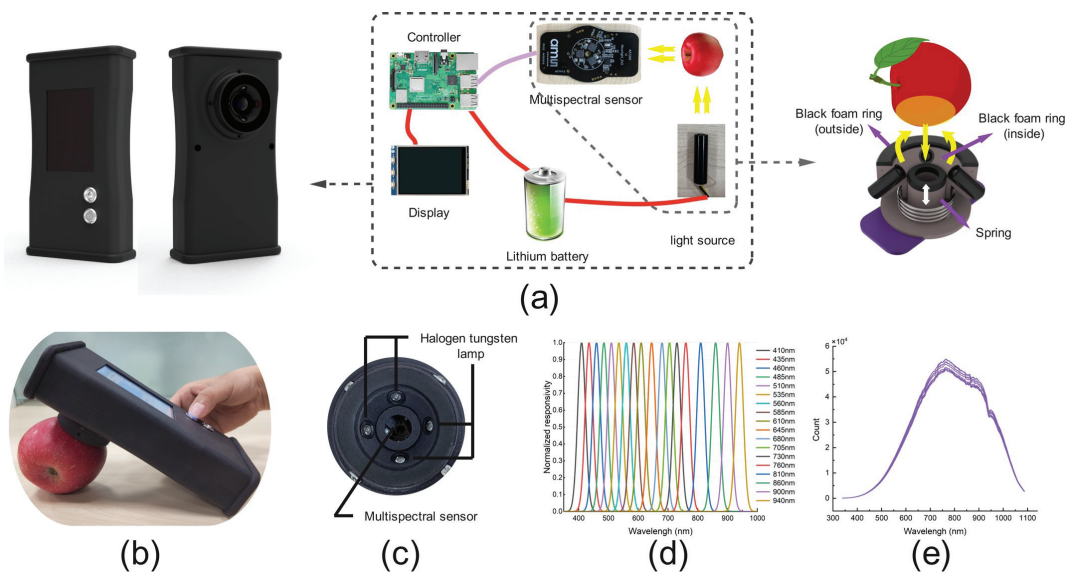 Controller
Multispectral sensor
Display
Lithium battery
light source
Black foam ring
(outside)
Black foam ring
(inside)
Spring
(a)
Halogen tungsten
lamp
Multispectral sensor
(b)
(c)
Normalized responsivity
1.0
0.9
0.8
0.7
0.6
0.5
0.4
0.3
0.2
0.1
0.0
400
500
600
700
800
900
1000
Wavelengh (nm)
410nm
435nm
460nm
485nm
510nm
535nm
560nm
585nm
610nm
645nm
680nm
705nm
730nm
760nm
810nm
860nm
900nm
940nm
(d)
×10⁴
Count
6
5
4
3
2
1
0
300
400
500
600
700
800
900
1000
1100
Wavelengh (nm)
(e)